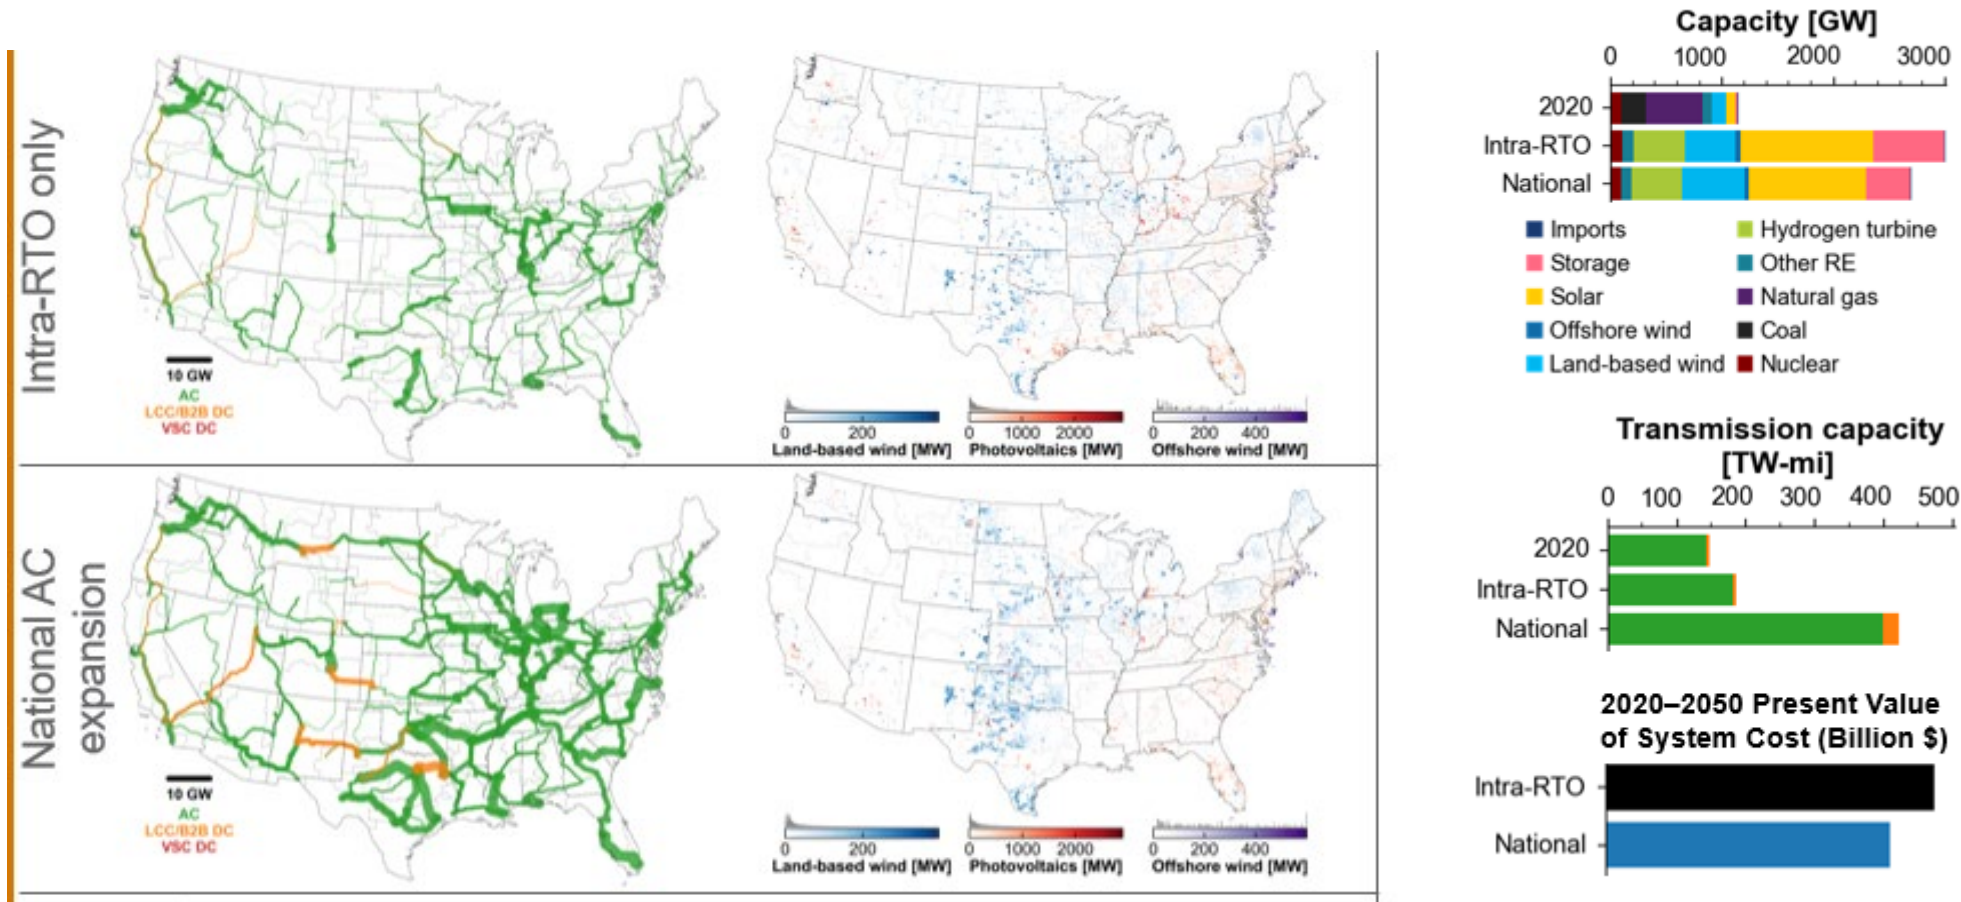 Intra-RTO only
10 GW
AC
LCC/B2B DC
VSC DC
0 200
Land-based wind [MW]
0 1000 2000
Photovoltaics [MW]
0 200 400
Offshore wind [MW]
National AC
expansion
10 GW
AC
LCC/B2B DC
VSC DC
0 200
Land-based wind [MW]
0 1000 2000
Photovoltaics [MW]
0 200 400
Offshore wind [MW]
Capacity [GW]
0 1000 2000 3000
2020
Intra-RTO
National
Imports
Storage
Solar
Offshore wind
Land-based wind
Hydrogen turbine
Other RE
Natural gas
Coal
Nuclear
Transmission capacity
[TW-mi]
0 100 200 300 400 500
2020
Intra-RTO
National
2020–2050 Present Value
of System Cost (Billion $)
Intra-RTO
National